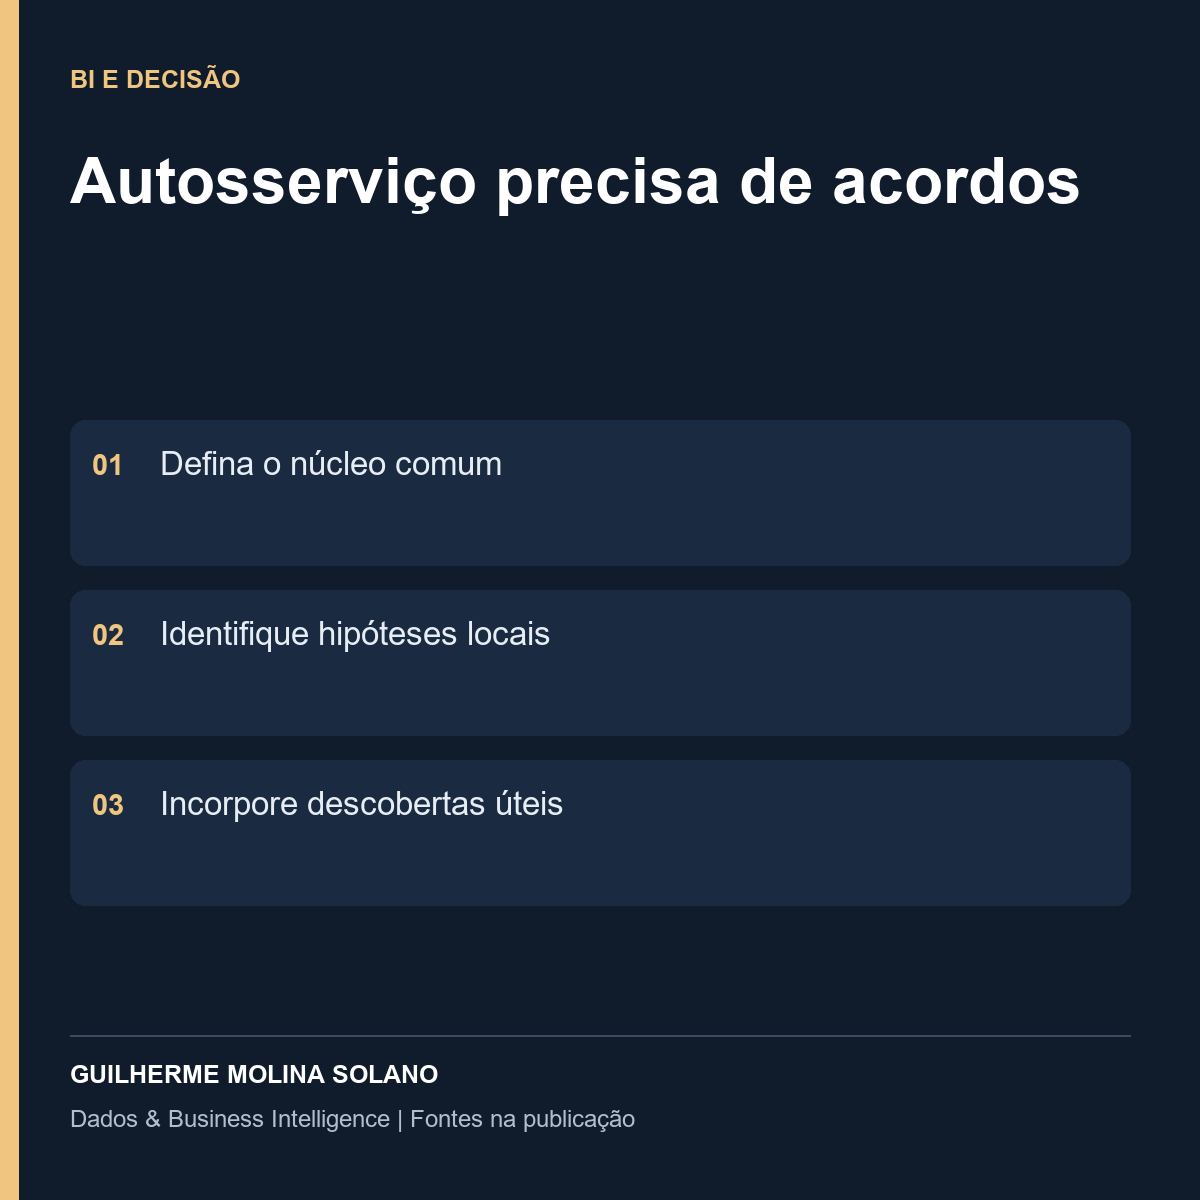 BI E DECISÃO
Autosserviço precisa de acordos
01 Defina o núcleo comum
02 Identifique hipóteses locais
03 Incorpore descobertas úteis
GUILHERME MOLINA SOLANO
Dados & Business Intelligence | Fontes na publicação